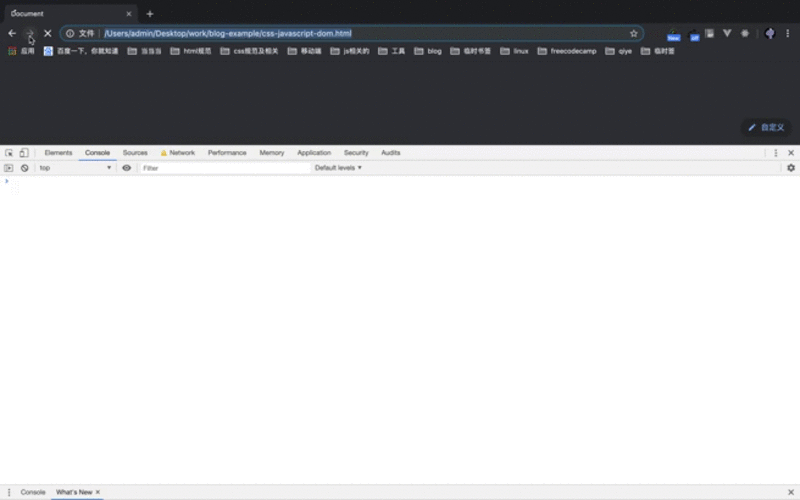 Document
文件 /Users/admin/Desktop/work/blog-example/css-javascript-dom.html
应用 百度一下，你就知道 当当当 html规范 css规范及相关 移动端 js相关的 工具 blog 临时书签 linux freecodecamp qiye 临时签
自定义
Elements Console Sources Network Performance Memory Application Security Audits
top Filter Default levels
Console What's New